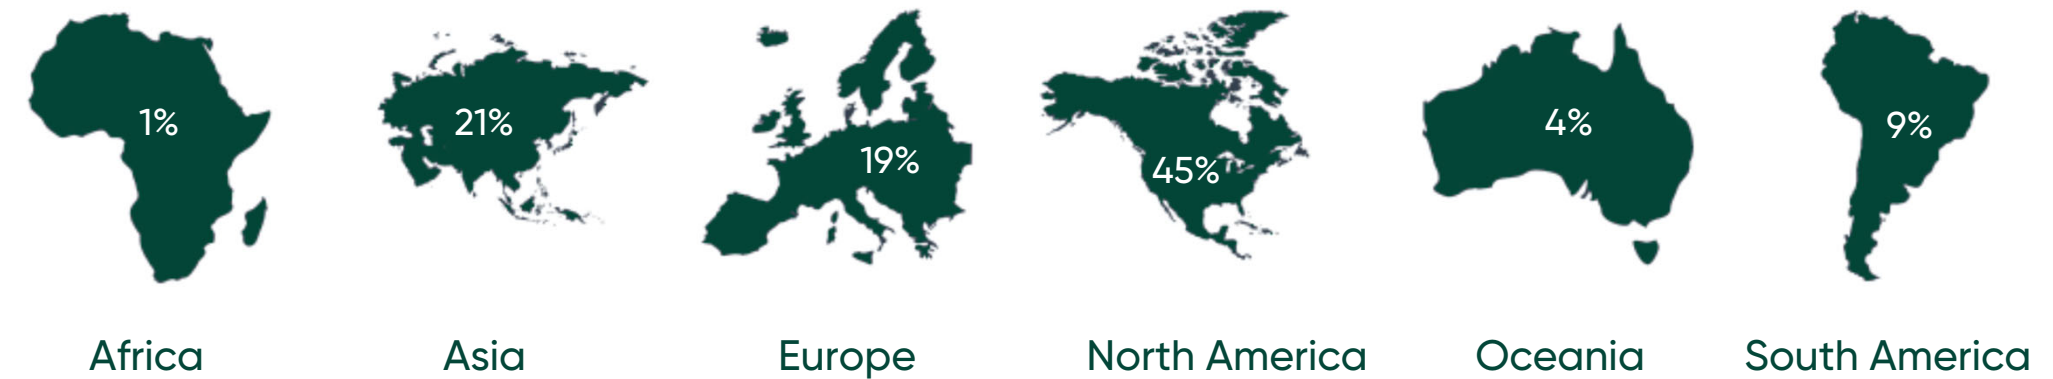 1%
21%
19%
45%
4%
9%
Africa
Asia
Europe
North America
Oceania
South America